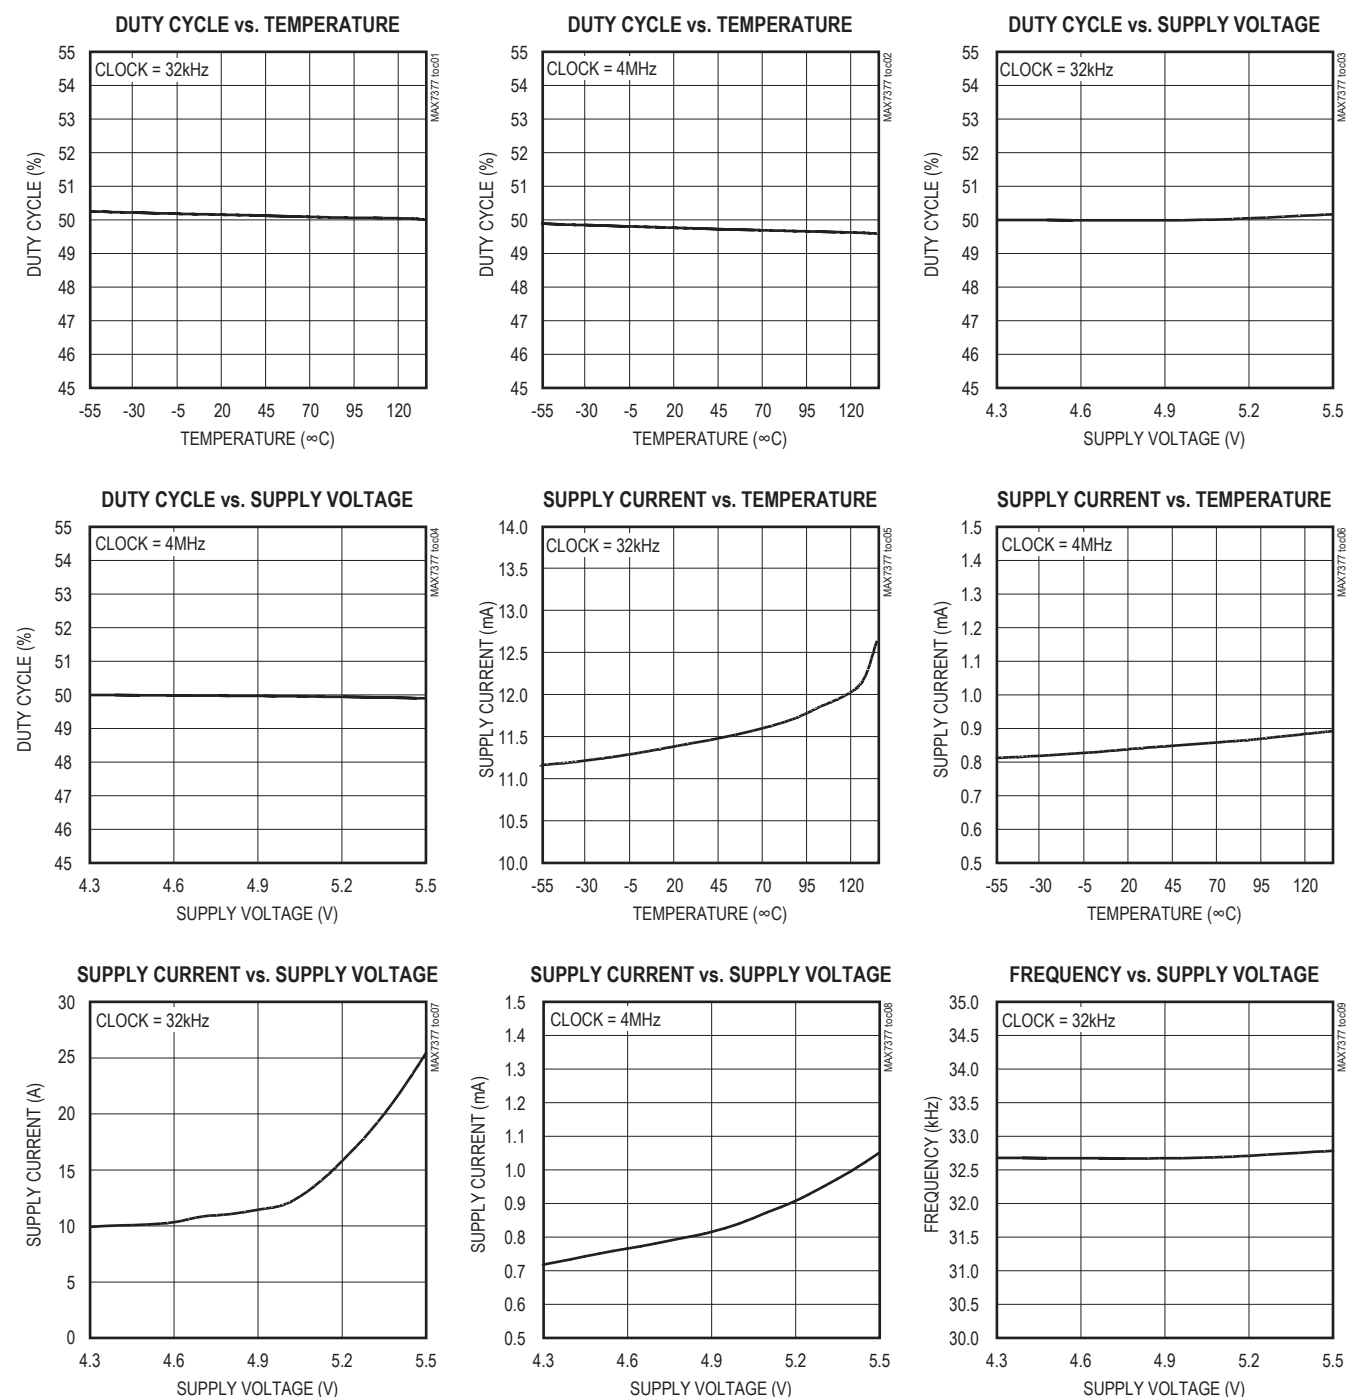 DUTY CYCLE vs. TEMPERATURE
CLOCK = 32kHz
MAX7377 toc01
DUTY CYCLE (%)
55
54
53
52
51
50
49
48
47
46
45
-55 -30 -5 20 45 70 95 120
TEMPERATURE (∞C)
DUTY CYCLE vs. TEMPERATURE
CLOCK = 4MHz
MAX7377 toc02
DUTY CYCLE (%)
55
54
53
52
51
50
49
48
47
46
45
-55 -30 -5 20 45 70 95 120
TEMPERATURE (∞C)
DUTY CYCLE vs. SUPPLY VOLTAGE
CLOCK = 32kHz
MAX7377 toc03
DUTY CYCLE (%)
55
54
53
52
51
50
49
48
47
46
45
4.3 4.6 4.9 5.2 5.5
SUPPLY VOLTAGE (V)
DUTY CYCLE vs. SUPPLY VOLTAGE
CLOCK = 4MHz
MAX7377 toc04
DUTY CYCLE (%)
55
54
53
52
51
50
49
48
47
46
45
4.3 4.6 4.9 5.2 5.5
SUPPLY VOLTAGE (V)
SUPPLY CURRENT vs. TEMPERATURE
CLOCK = 32kHz
MAX7377 toc05
SUPPLY CURRENT (mA)
14.0
13.5
13.0
12.5
12.0
11.5
11.0
10.5
10.0
-55 -30 -5 20 45 70 95 120
TEMPERATURE (∞C)
SUPPLY CURRENT vs. TEMPERATURE
CLOCK = 4MHz
MAX7377 toc06
SUPPLY CURRENT (mA)
1.5
1.4
1.3
1.2
1.1
1.0
0.9
0.8
0.7
0.6
0.5
-55 -30 -5 20 45 70 95 120
TEMPERATURE (∞C)
SUPPLY CURRENT vs. SUPPLY VOLTAGE
CLOCK = 32kHz
MAX7377 toc07
SUPPLY CURRENT (A)
30
25
20
15
10
5
0
4.3 4.6 4.9 5.2 5.5
SUPPLY VOLTAGE (V)
SUPPLY CURRENT vs. SUPPLY VOLTAGE
CLOCK = 4MHz
MAX7377 toc08
SUPPLY CURRENT (mA)
1.5
1.4
1.3
1.2
1.1
1.0
0.9
0.8
0.7
0.6
0.5
4.3 4.6 4.9 5.2 5.5
SUPPLY VOLTAGE (V)
FREQUENCY vs. SUPPLY VOLTAGE
CLOCK = 32kHz
MAX7377 toc09
FREQUENCY (kHz)
35.0
34.5
34.0
33.5
33.0
32.5
32.0
31.5
31.0
30.5
30.0
4.3 4.6 4.9 5.2 5.5
SUPPLY VOLTAGE (V)